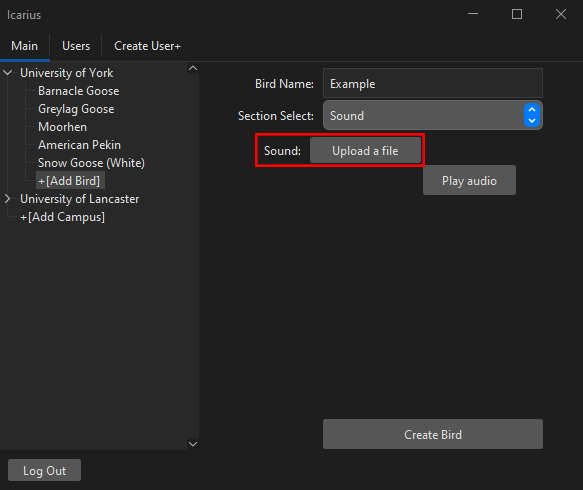 Icarius
Main Users Create User+
University of York
Barnacle Goose
Greylag Goose
Moorhen
American Pekin
Snow Goose (White)
+[Add Bird]
University of Lancaster
+[Add Campus]
Bird Name: Example
Section Select: Sound
Sound: Upload a file
Play audio
Create Bird
Log Out